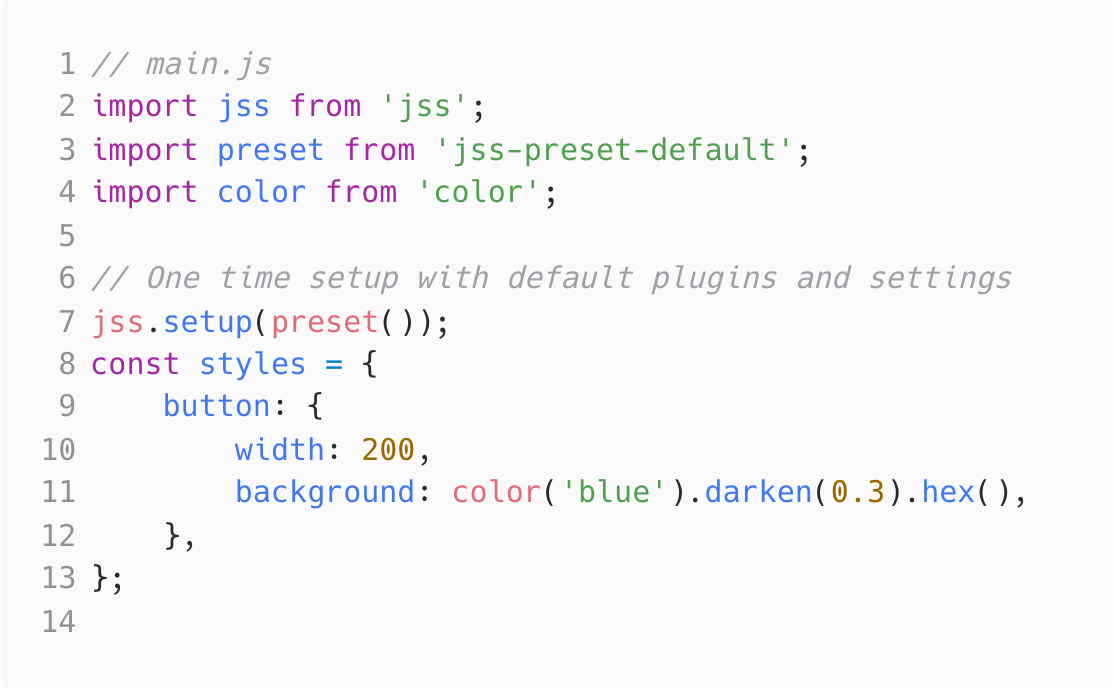 1 // main.js
2 import jss from 'jss';
3 import preset from 'jss-preset-default';
4 import color from 'color';
5
6 // One time setup with default plugins and settings
7 jss.setup(preset());
8 const styles = {
9     button: {
10         width: 200,
11         background: color('blue').darken(0.3).hex(),
12     },
13 };
14